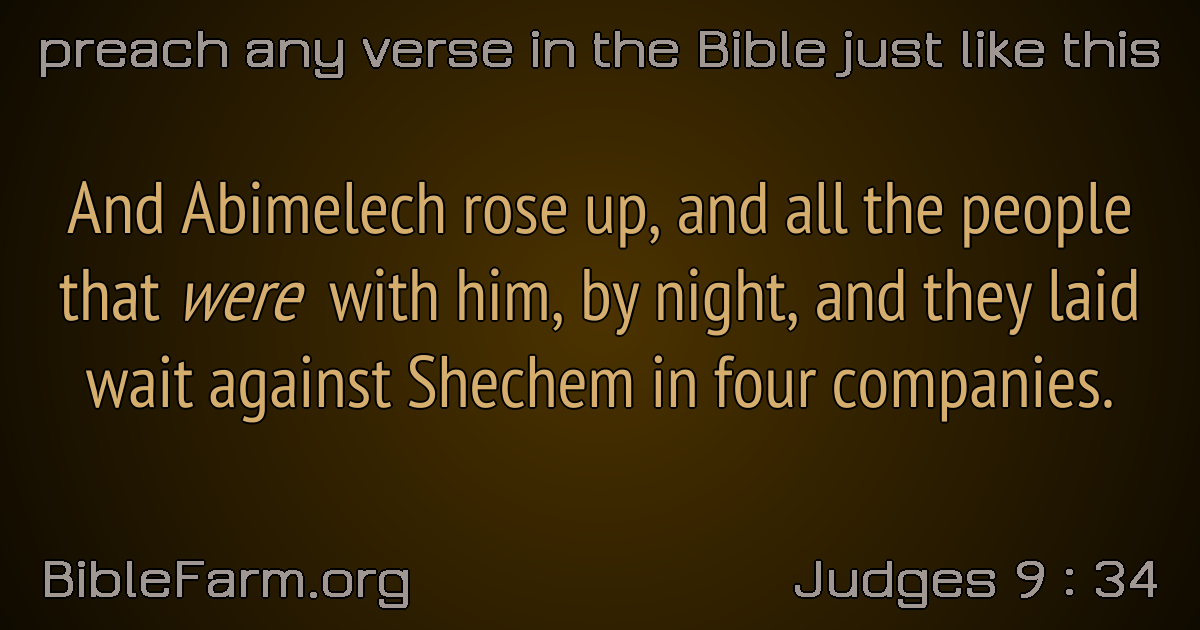 preach any verse in the Bible just like this
And Abimelech rose up, and all the people
that were with him, by night, and they laid
wait against Shechem in four companies.
BibleFarm.org
Judges 9 : 34